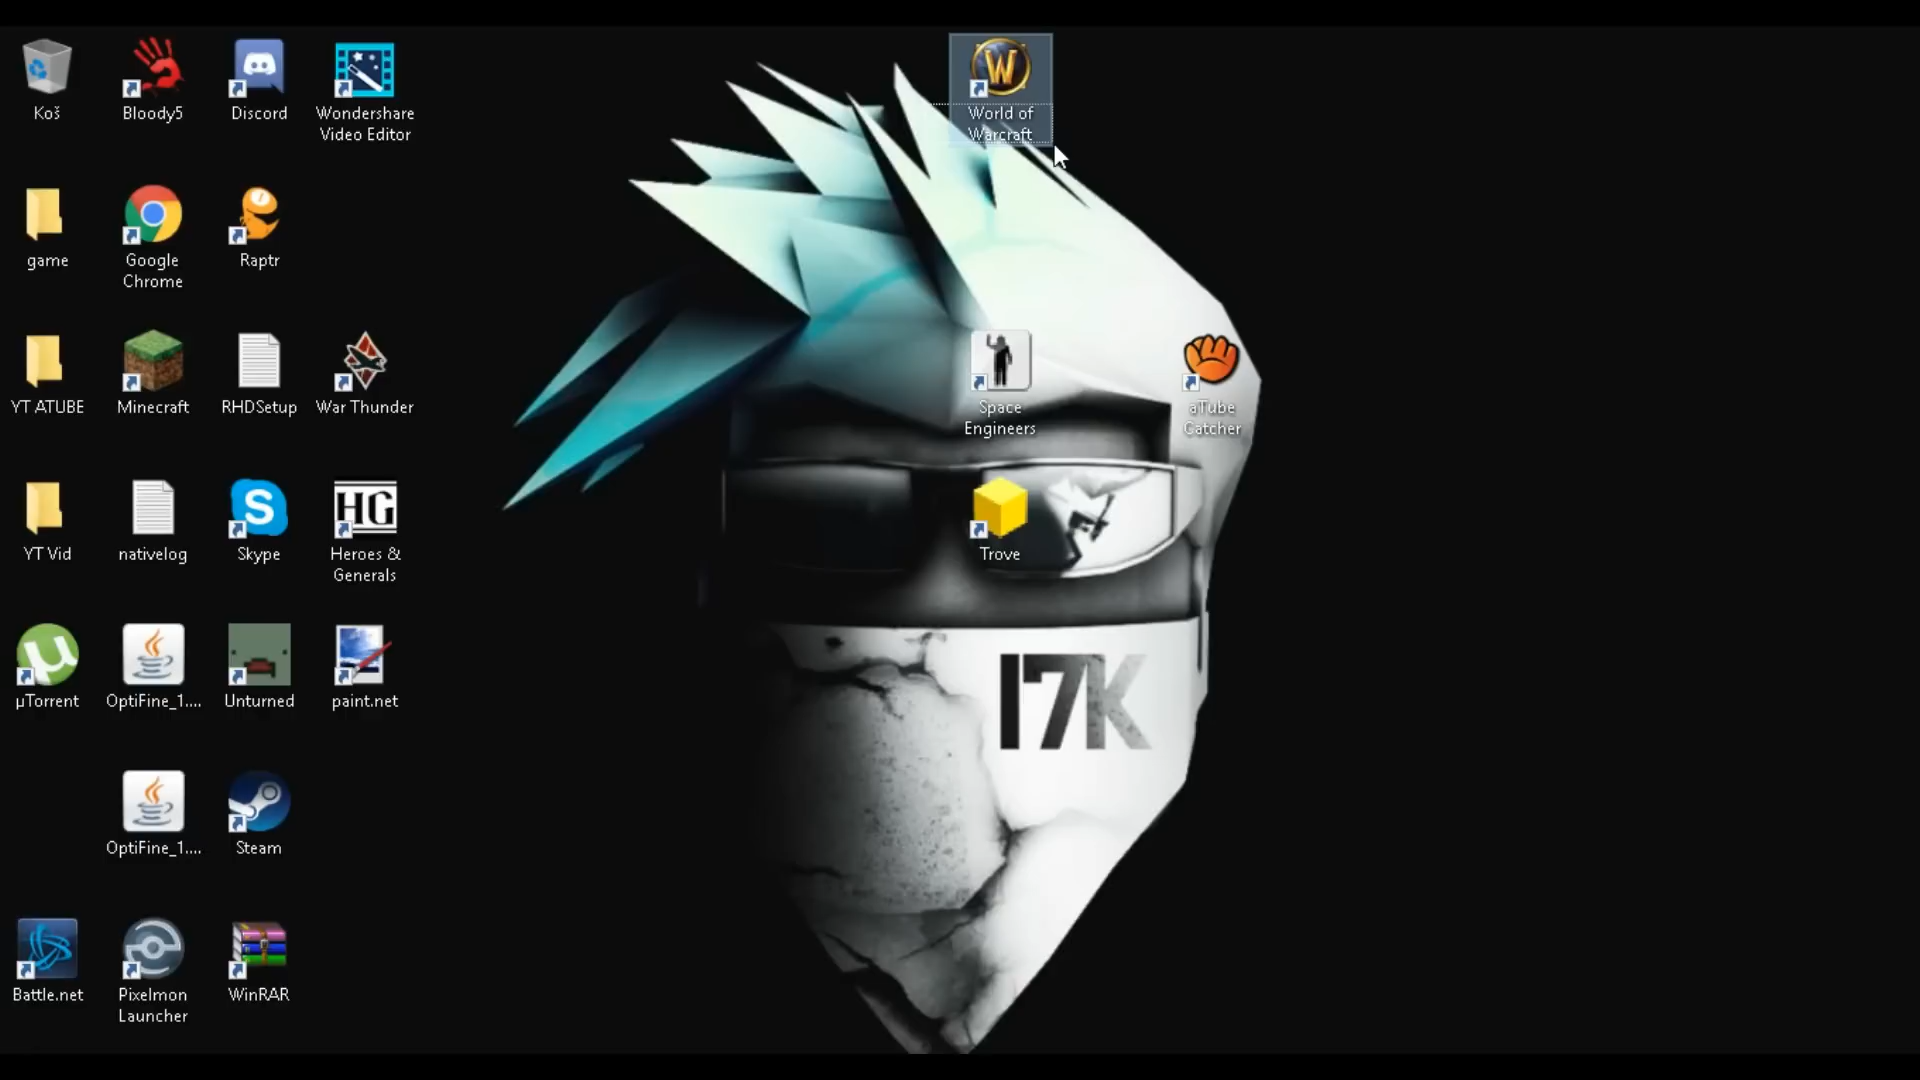 Koš
Bloody5
Discord
Wondershare
Video Editor
World of
Warcraft
game
Google
Chrome
Raptr
YT ATUBE
Minecraft
RHDSetup
War Thunder
Space
Engineers
aTube
Catcher
YT Vid
nativelog
Skype
HG
Heroes &
Generals
Trove
µTorrent
OptiFine_1....
Unturned
paint.net
I7K
OptiFine_1....
Steam
Battle.net
Pixelmon
Launcher
WinRAR